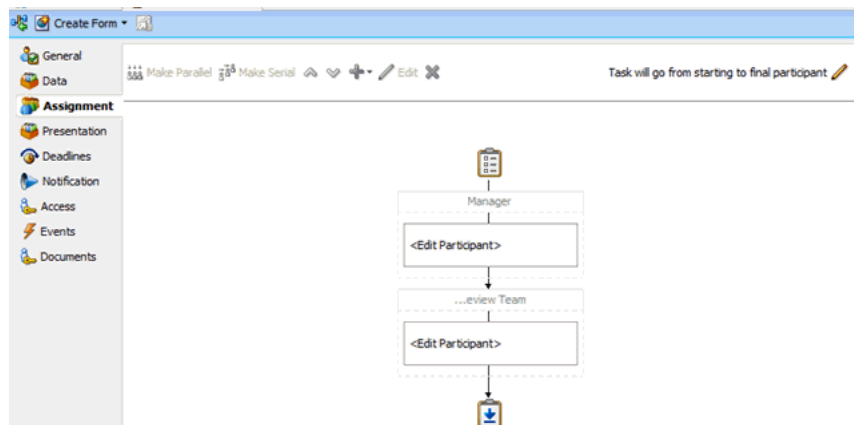 Create Form
General
Data
Assignment
Presentation
Deadlines
Notification
Access
Events
Documents
Make Parallel Make Serial Edit Task will go from starting to final participant
Manager
<Edit Participant>
...eview Team
<Edit Participant>